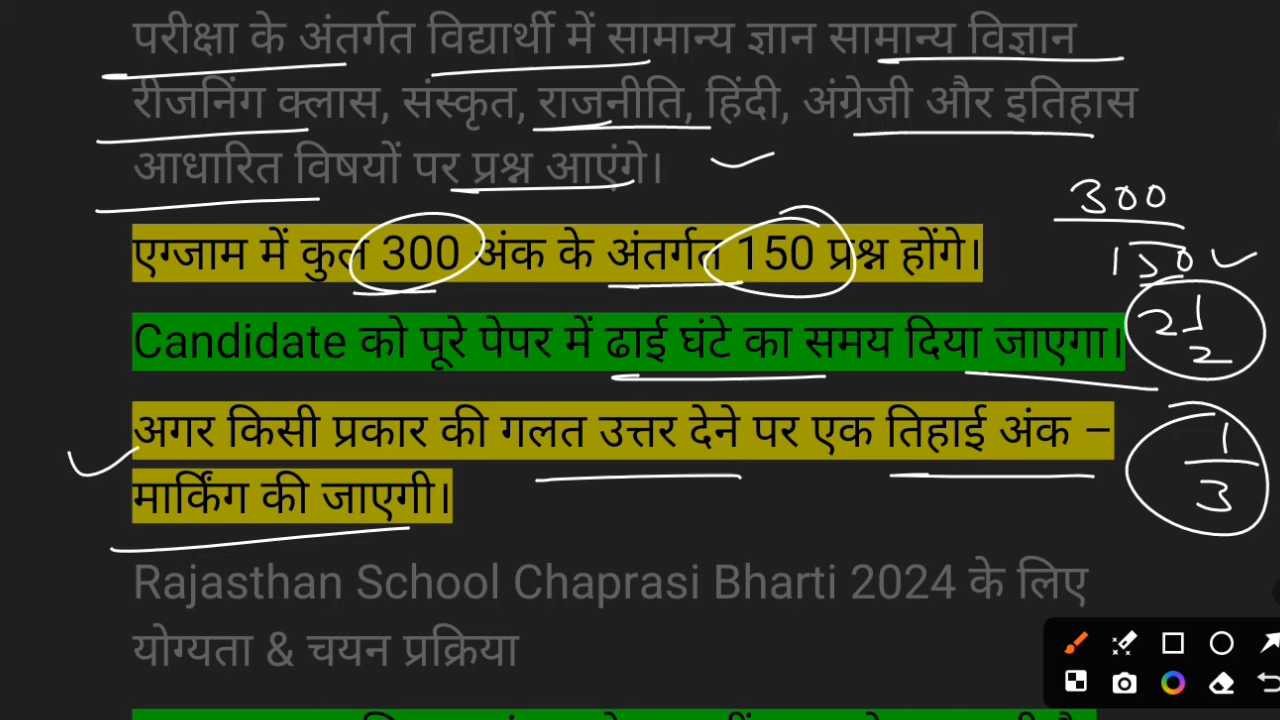 परीक्षा के अंतर्गत विद्यार्थी में सामान्य ज्ञान सामान्य विज्ञान
रीजनिंग क्लास, संस्कृत, राजनीति, हिंदी, अंग्रेजी और इतिहास
आधारित विषयों पर प्रश्न आएंगे।
300
एग्जाम में कुल 300 अंक के अंतर्गत 150 प्रश्न होंगे।
150
Candidate को पूरे पेपर में ढाई घंटे का समय दिया जाएगा।
2 1/2
अगर किसी प्रकार की गलत उत्तर देने पर एक तिहाई अंक –
1/3
मार्किंग की जाएगी।
Rajasthan School Chaprasi Bharti 2024 के लिए
योग्यता & चयन प्रक्रिया